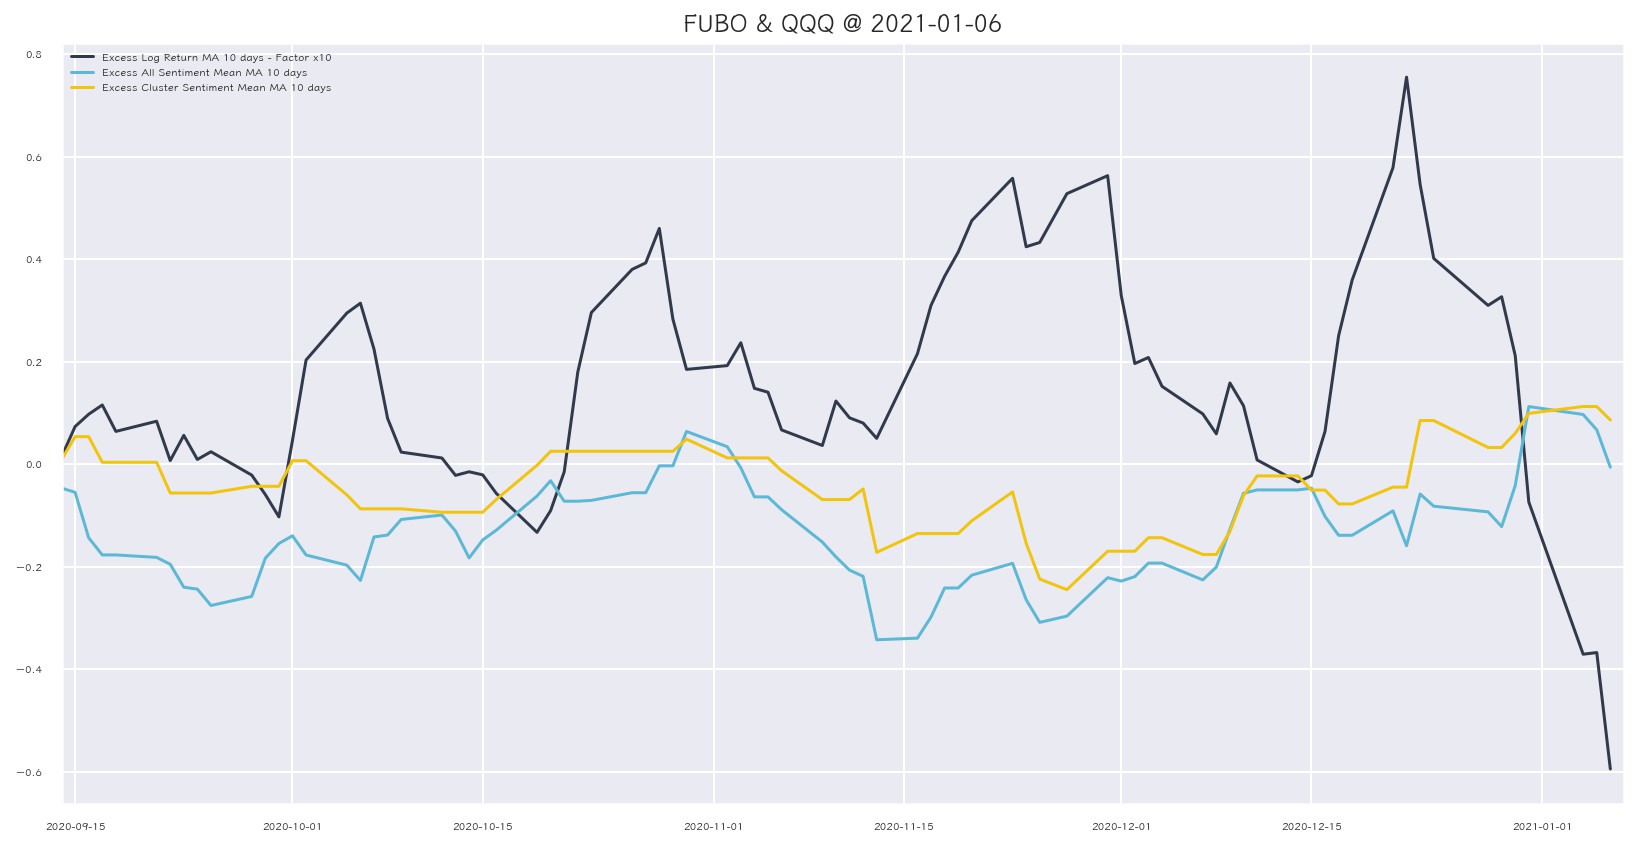 FUBO & QQQ @ 2021-01-06
Excess Log Return MA 10 days - Factor x10
Excess All Sentiment Mean MA 10 days
Excess Cluster Sentiment Mean MA 10 days
0.8
0.6
0.4
0.2
0.0
−0.2
−0.4
−0.6
2020-09-15 2020-10-01 2020-10-15 2020-11-01 2020-11-15 2020-12-01 2020-12-15 2021-01-01